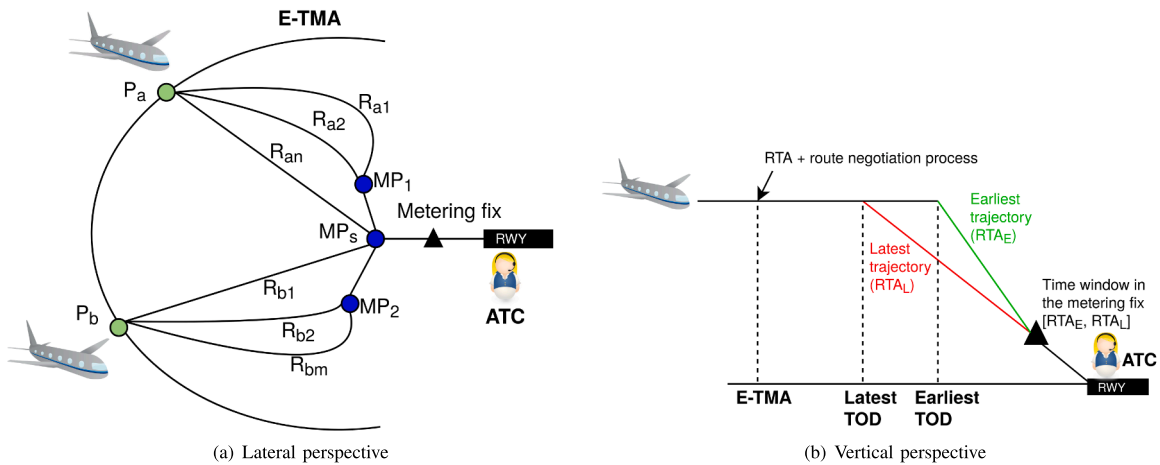 E-TMA
Pa
Ra1
Ra2
Ran
MP1
Metering fix
MPs
RWY
Rb1
MP2
ATC
Pb
Rb2
Rbm
(a) Lateral perspective
RTA + route negotiation process
Earliest
trajectory
(RTAE)
Latest
trajectory
(RTAL)
Time window in
the metering fix
[RTAE, RTAL]
ATC
RWY
E-TMA
Latest
TOD
Earliest
TOD
(b) Vertical perspective